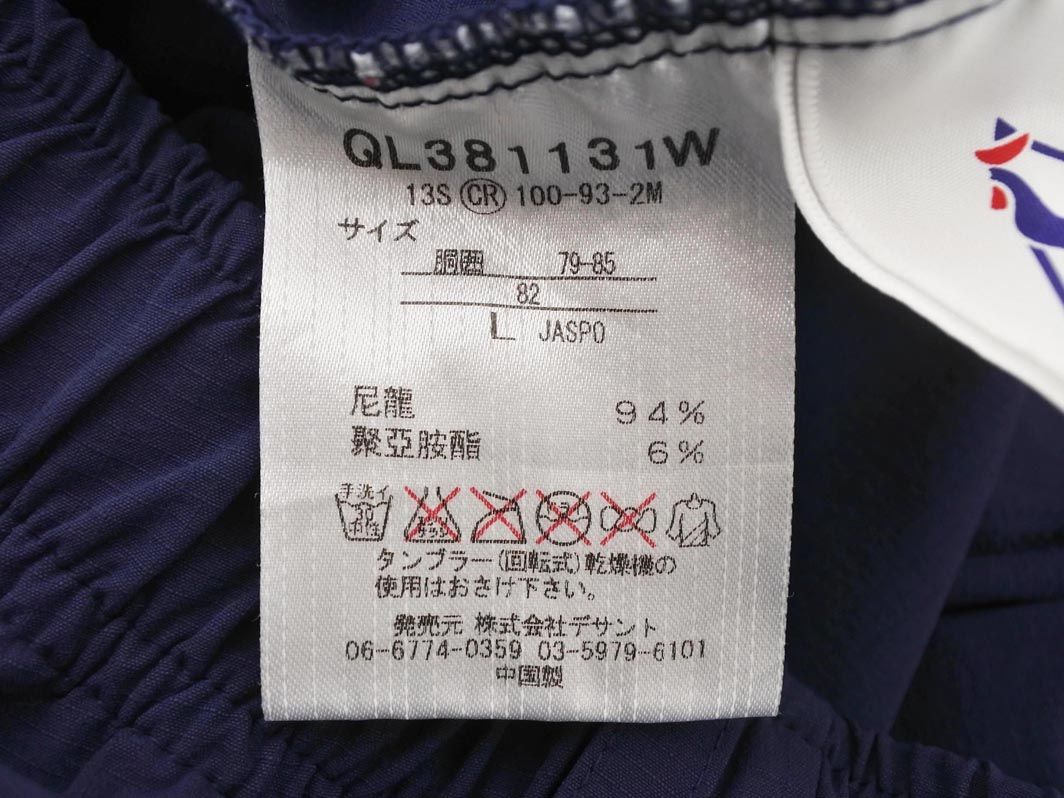 QL381131W
13S CR 100-93-2M
サイズ
胴囲 79-85
82
L JASPO
尼龍 94%
聚亞胺酯 6%
手洗イ
30
中性
タンブラー(回転式)乾燥機の
使用はおさけ下さい。
発売元 株式会社デサント
06-6774-0359 03-5979-6101
中国製